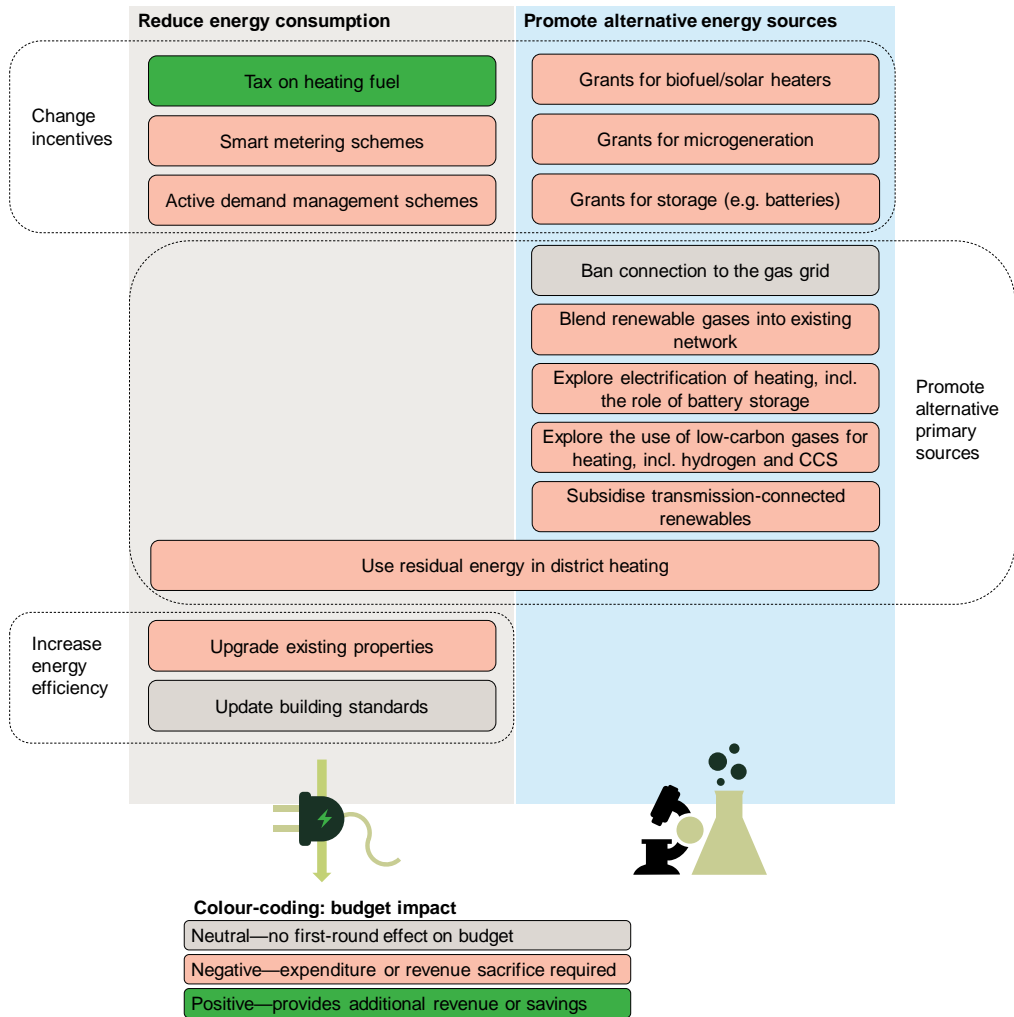 Reduce energy consumption
Promote alternative energy sources
Change
incentives
Tax on heating fuel
Grants for biofuel/solar heaters
Smart metering schemes
Grants for microgeneration
Active demand management schemes
Grants for storage (e.g. batteries)
Ban connection to the gas grid
Blend renewable gases into existing
network
Explore electrification of heating, incl.
the role of battery storage
Explore the use of low-carbon gases for
heating, incl. hydrogen and CCS
Subsidise transmission-connected
renewables
Promote
alternative
primary
sources
Use residual energy in district heating
Increase
energy
efficiency
Upgrade existing properties
Update building standards
Colour-coding: budget impact
Neutral—no first-round effect on budget
Negative—expenditure or revenue sacrifice required
Positive—provides additional revenue or savings